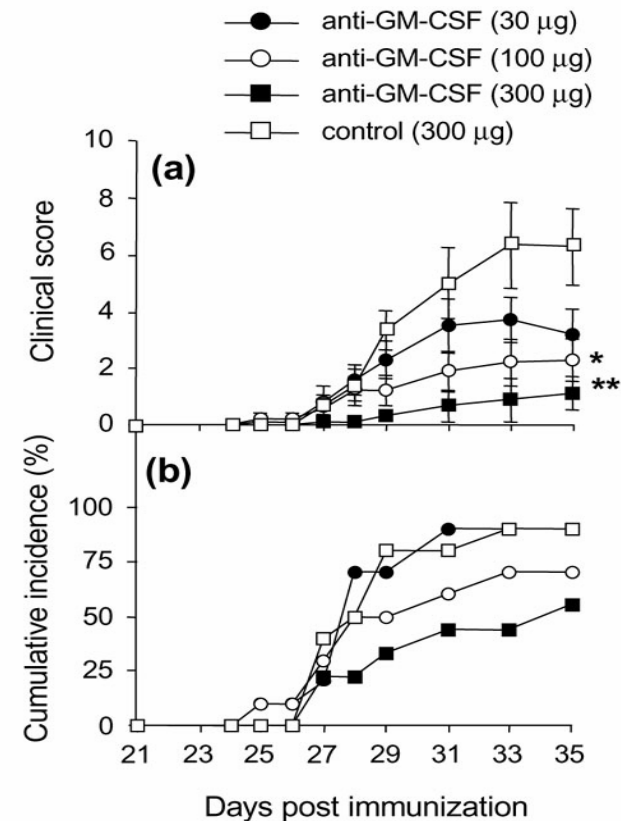 anti-GM-CSF (30 μg)
anti-GM-CSF (100 μg)
anti-GM-CSF (300 μg)
control (300 μg)
(a)
Clinical score
10
8
6
4
2
0
*
**
(b)
Cumulative incidence (%)
100
75
50
25
0
21 23 25 27 29 31 33 35
Days post immunization